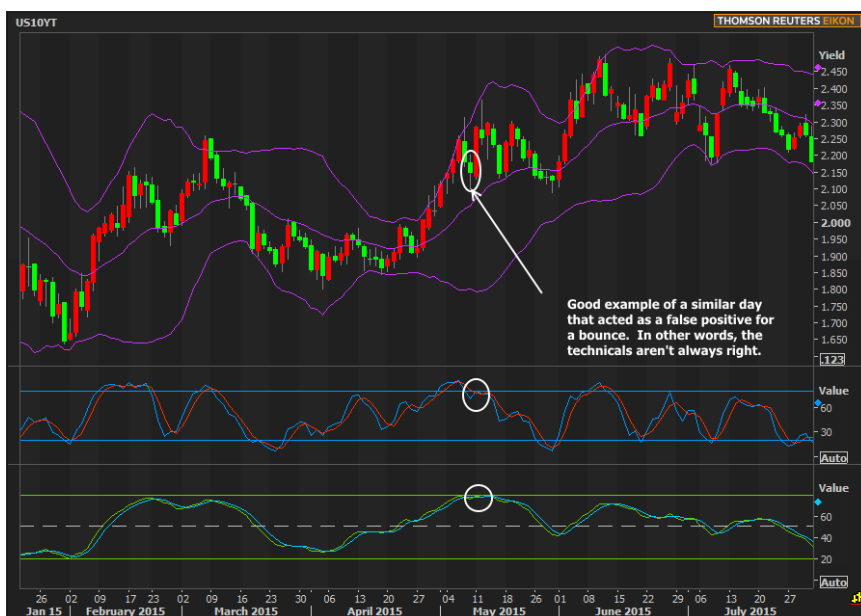 US10YT
THOMSON REUTERS EIKON
Yield
2.450
2.400
2.350
2.300
2.250
2.200
2.150
2.100
2.050
2.000
1.950
1.900
1.850
1.800
1.750
1.700
1.650
.123
Good example of a similar day
that acted as a false positive for
a bounce. In other words, the
technicals aren't always right.
Value
60
30
Auto
Value
60
40
20
Auto
26 02 09 17 23 02 09 16 23 30 06 13 20 27 04 11 18 26 01 08 15 22 29 06 13 20 27
Jan 15 February 2015 March 2015 April 2015 May 2015 June 2015 July 2015